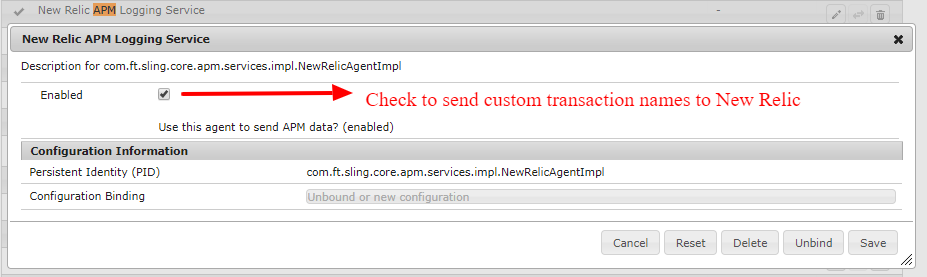 New Relic APM Logging Service -
New Relic APM Logging Service
Description for com.ft.sling.core.apm.services.impl.NewRelicAgentImpl
Enabled Check to send custom transaction names to New Relic
Use this agent to send APM data? (enabled)
Configuration Information
Persistent Identity (PID) com.ft.sling.core.apm.services.impl.NewRelicAgentImpl
Configuration Binding Unbound or new configuration
Cancel Reset Delete Unbind Save